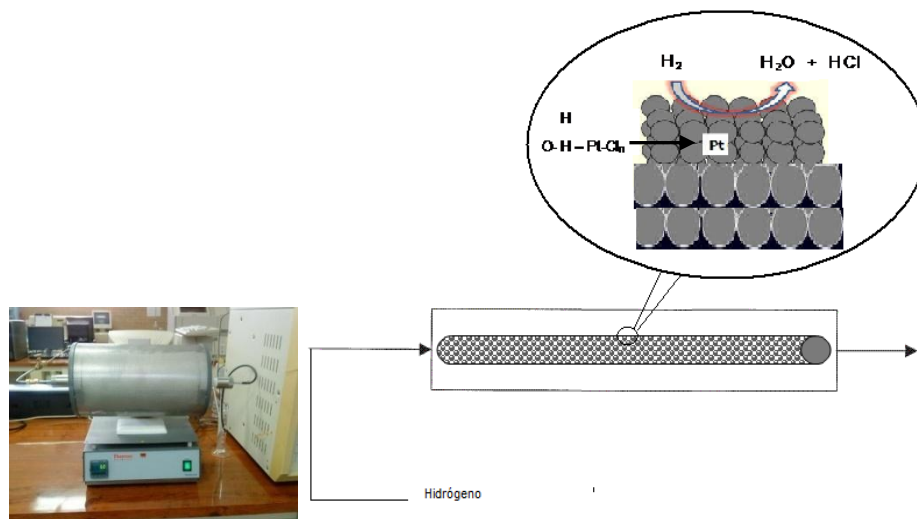 H₂ H₂O + HCl
H
O-H – Pt-Clₙ Pt
Hidrógeno